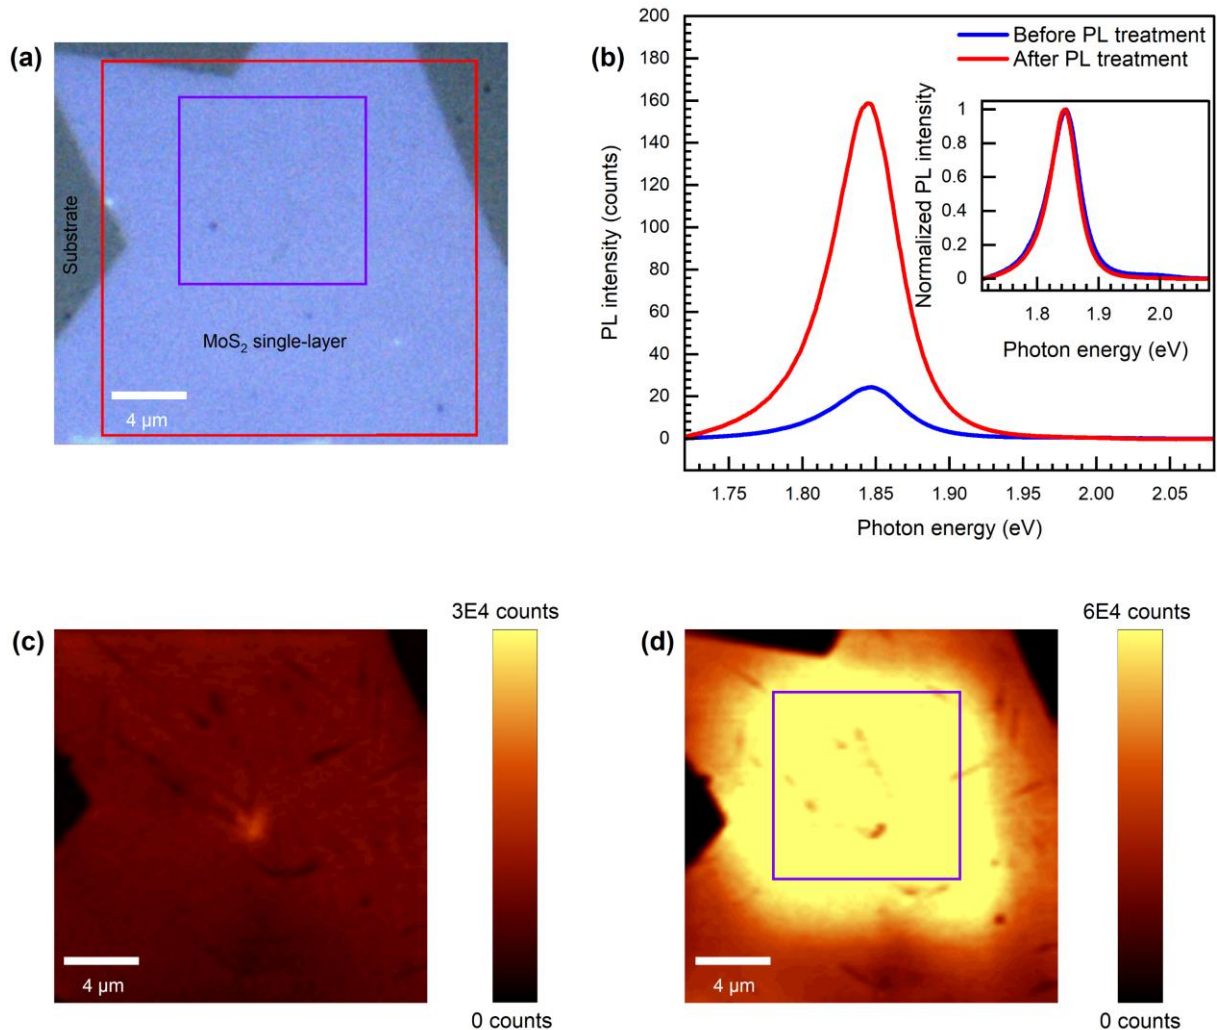 (a)
Substrate
MoS₂ single-layer
4 µm
(b)
PL intensity (counts)
200
180
160
140
120
100
80
60
40
20
0
1.75 1.80 1.85 1.90 1.95 2.00 2.05
Photon energy (eV)
Before PL treatment
After PL treatment
Normalized PL intensity
1
0.8
0.6
0.4
0.2
0
1.8 1.9 2.0
Photon energy (eV)
(c)
3E4 counts
4 µm
0 counts
(d)
6E4 counts
4 µm
0 counts